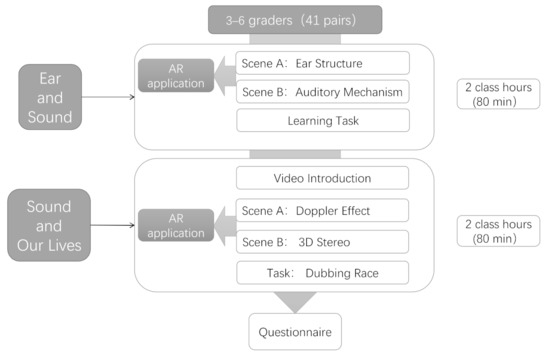 3–6 graders（41 pairs）
Ear
and
Sound
AR
application
Scene A： Ear Structure
Scene B： Auditory Mechanism
Learning Task
2 class hours
(80 min）
Sound
and
Our Lives
Video Introduction
AR
application
Scene A： Doppler Effect
Scene B： 3D Stereo
Task： Dubbing Race
2 class hours
(80 min）
Questionnaire